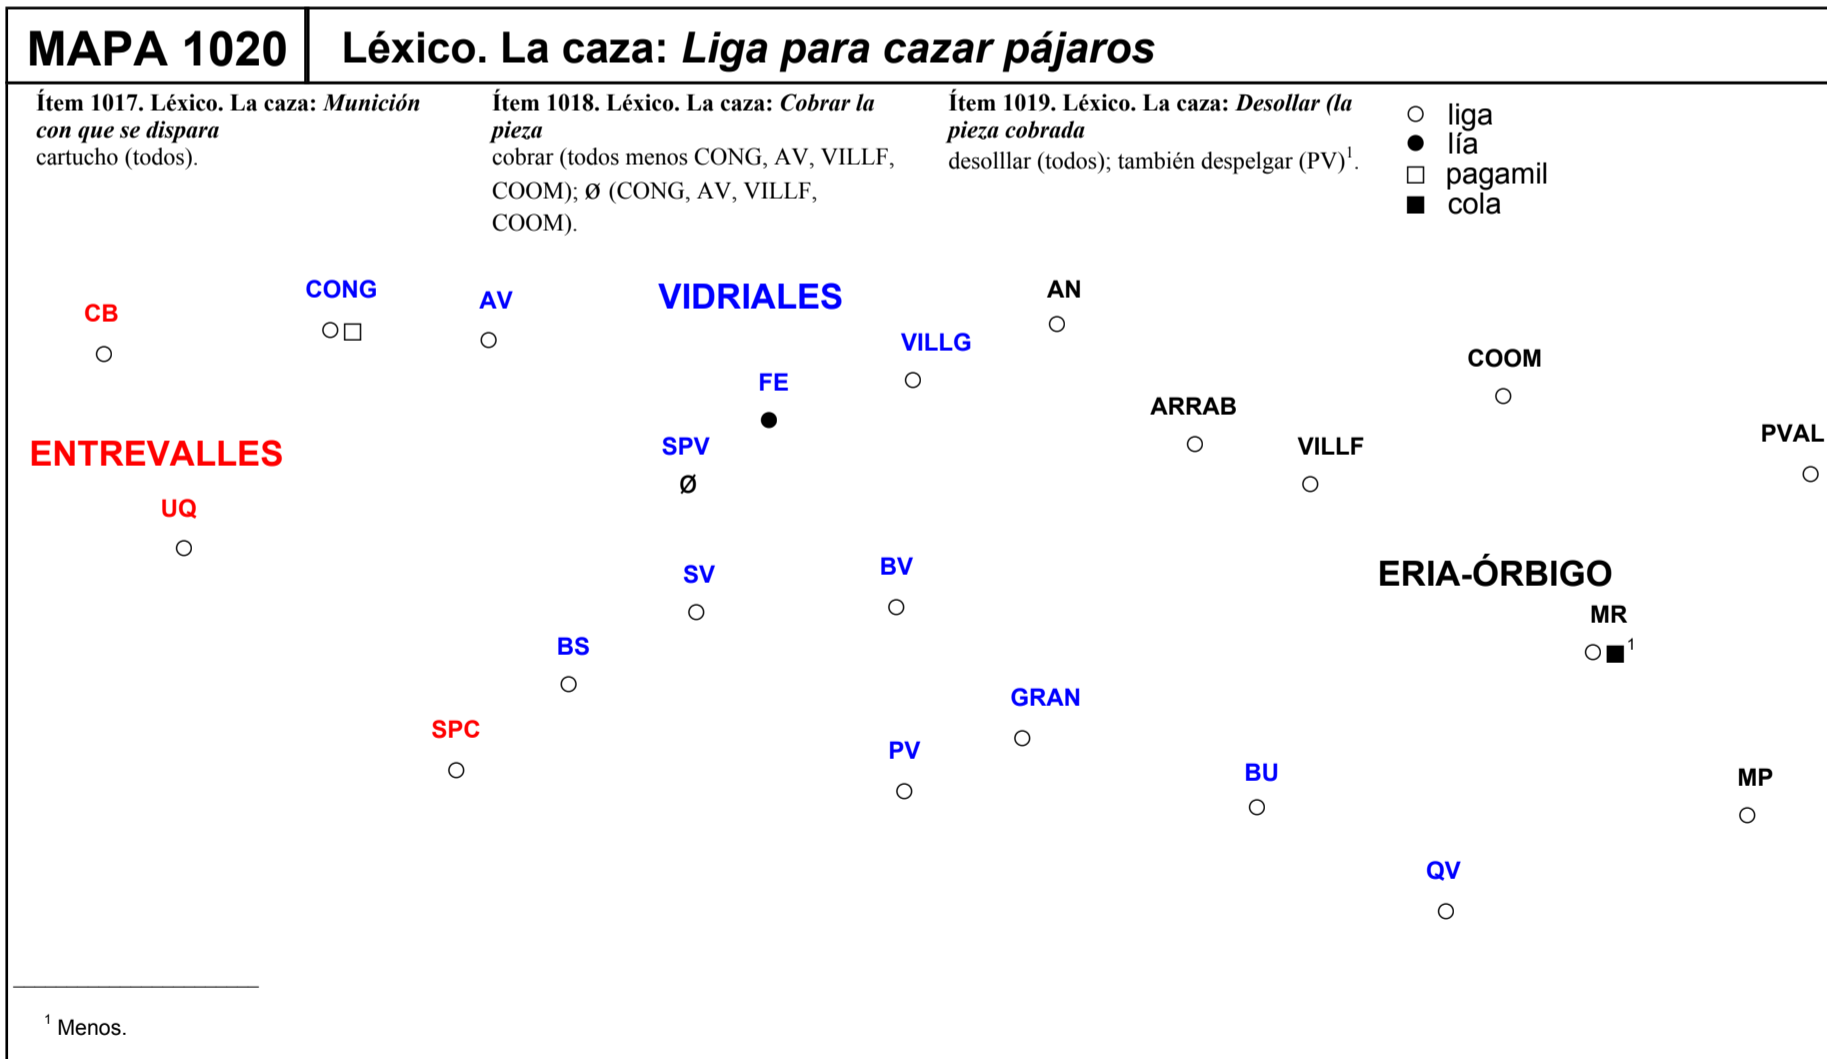 MAPA 1020
Léxico. La caza: Liga para cazar pájaros
Ítem 1017. Léxico. La caza: Munición
con que se dispara
cartucho (todos).
Ítem 1018. Léxico. La caza: Cobrar la
pieza
cobrar (todos menos CONG, AV, VILLF,
COOM); Ø (CONG, AV, VILLF,
COOM).
Ítem 1019. Léxico. La caza: Desollar (la
pieza cobrada
desolllar (todos); también despelgar (PV)1.
liga
lía
pagamil
cola
CONG
AV
VIDRIALES
AN
CB
VILLG
COOM
FE
ARRAB
PVAL
ENTREVALLES
SPV
VILLF
Ø
UQ
SV
BV
ERIA-ÓRBIGO
MR
1
BS
GRAN
SPC
PV
BU
MP
QV
1 Menos.